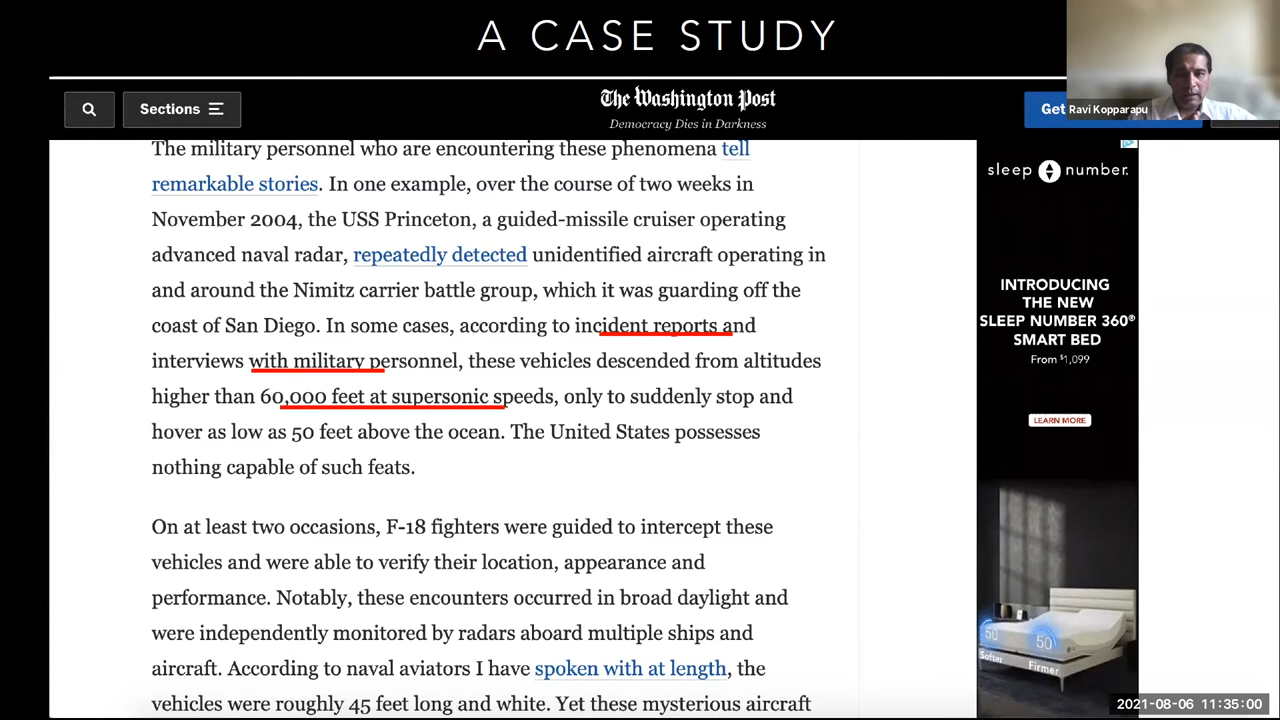 A CASE STUDY
Sections
The Washington Post
Democracy Dies in Darkness
Get
Ravi Kopparapu
The military personnel who are encountering these phenomena tell
remarkable stories. In one example, over the course of two weeks in
November 2004, the USS Princeton, a guided-missile cruiser operating
advanced naval radar, repeatedly detected unidentified aircraft operating in
and around the Nimitz carrier battle group, which it was guarding off the
coast of San Diego. In some cases, according to incident reports and
interviews with military personnel, these vehicles descended from altitudes
higher than 60,000 feet at supersonic speeds, only to suddenly stop and
hover as low as 50 feet above the ocean. The United States possesses
nothing capable of such feats.
On at least two occasions, F-18 fighters were guided to intercept these
vehicles and were able to verify their location, appearance and
performance. Notably, these encounters occurred in broad daylight and
were independently monitored by radars aboard multiple ships and
aircraft. According to naval aviators I have spoken with at length, the
vehicles were roughly 45 feet long and white. Yet these mysterious aircraft
sleep number.
INTRODUCING
THE NEW
SLEEP NUMBER 360®
SMART BED
From $1,099
LEARN MORE
50
Softer
50
Firmer
2021-08-06 11:35:00